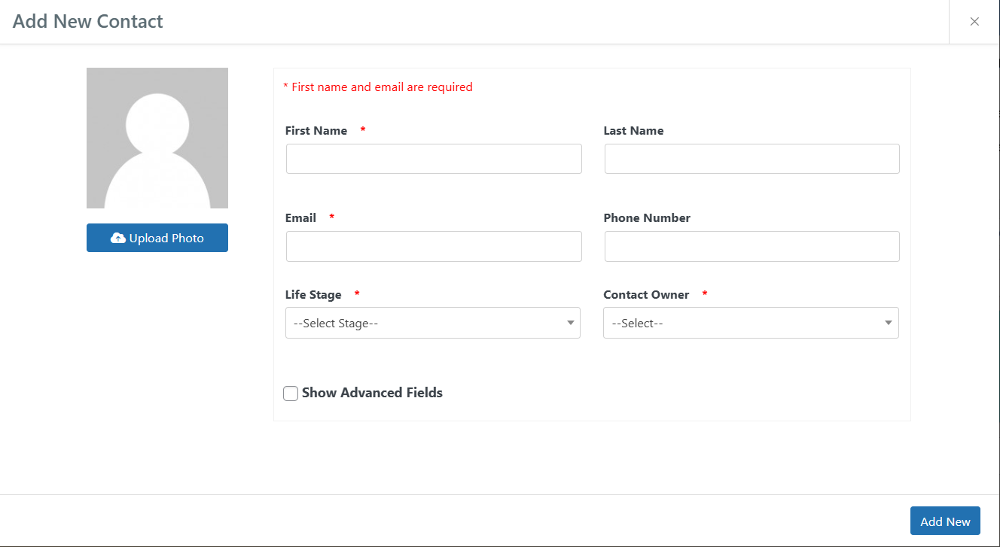 Add New Contact
* First name and email are required
First Name *
Last Name
Upload Photo
Email *
Phone Number
Life Stage *
Contact Owner *
--Select Stage--
--Select--
Show Advanced Fields
Add New